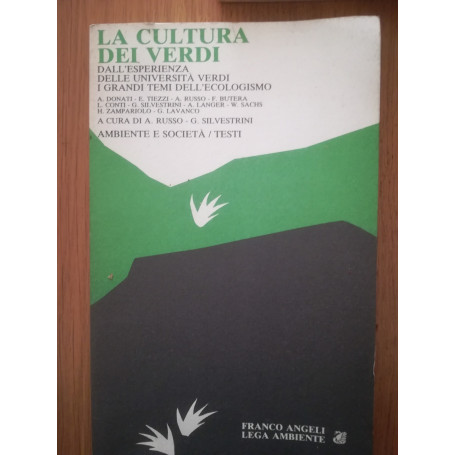 LA CULTURA
DEI VERDI
DALL'ESPERIENZA
DELLE UNIVERSITÀ VERDI
I GRANDI TEMI DELL'ECOLOGISMO
A. DONATI - E. TIEZZI - A. RUSSO - F. BUTERA
L. CONTI - G. SILVESTRINI - A. LANGER - W. SACHS
H. ZAMPARIOLO - G. LAVANCO
A CURA DI A. RUSSO - G. SILVESTRINI
AMBIENTE E SOCIETÀ / TESTI
FRANCO ANGELI
LEGA AMBIENTE